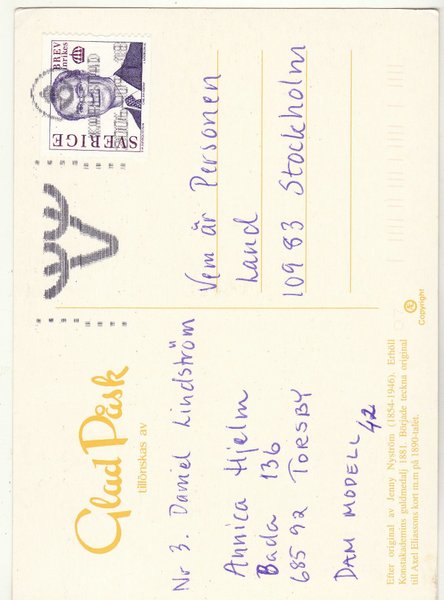 Glad Påsk
tillönskas av
Nr 3. Daniel Lindström
Annica Hjelm
Bada 136
685 92 TORSBY
DAM MODELL 42
BREV
inrikes
SVERIGE
Vem är Personen
Land
109 83 Stockholm
Copyright
Efter original av Jenny Nyström (1854-1946). Erhöll
Konstakademins guldmedalj 1881. Började teckna original
till Axel Eliassons kort m.m på 1890-talet.